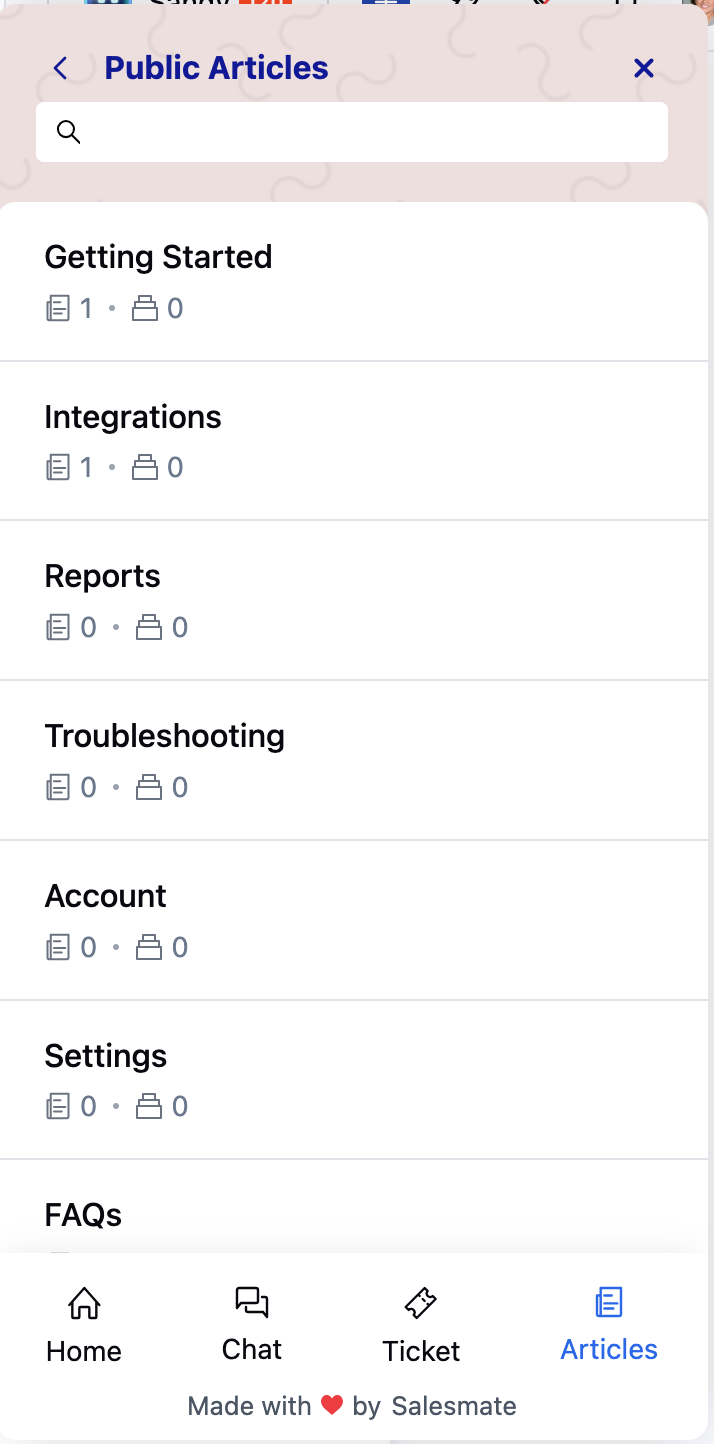 Public Articles
Getting Started
1 • 0
Integrations
1 • 0
Reports
0 • 0
Troubleshooting
0 • 0
Account
0 • 0
Settings
0 • 0
FAQs
Home Chat Ticket Articles
Made with ❤ by Salesmate